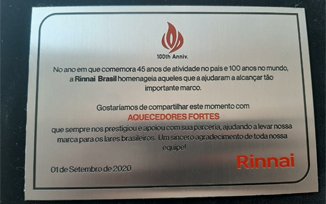 100th Anniv.
No ano em que comemora 45 anos de atividade no país e 100 anos no mundo,
a Rinnai Brasil homenageia aqueles que a ajudaram a alcançar tão
importante marco.
Gostaríamos de compartilhar este momento com
AQUECEDORES FORTES
que sempre nos prestigiou e apoiou com sua parceria, ajudando a levar nossa
marca para os lares brasileiros. Um sincero agradecimento de toda nossa
equipe!
01 de Setembro de 2020
Rinnai